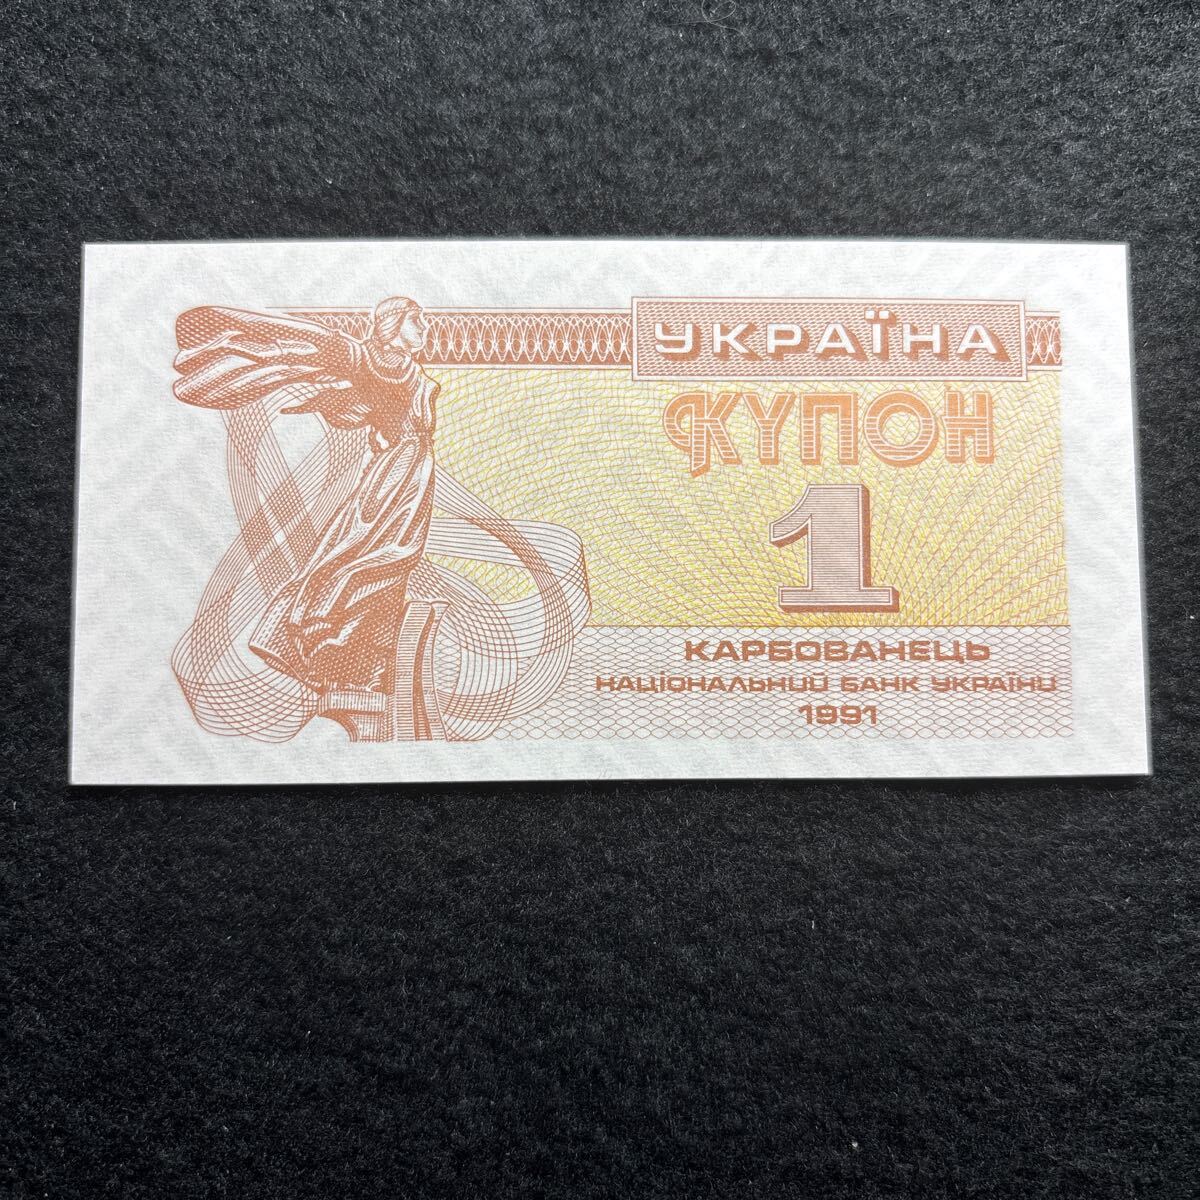 УКРАЇНА
КУПОН
1
КАРБОВАНЕЦЬ
НАЦІОНАЛЬНИЙ БАНК УКРАЇНИ
1991